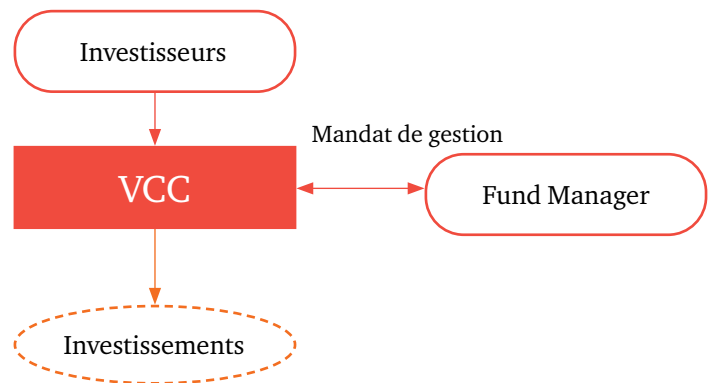 Investisseurs
Mandat de gestion
VCC
Fund Manager
Investissements